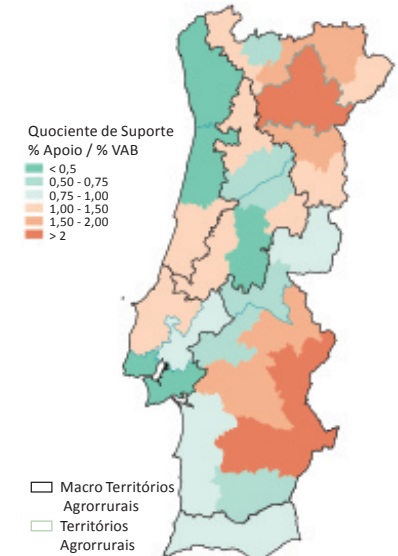 Quociente de Suporte
% Apoio / % VAB
< 0,5
0,50 - 0,75
0,75 - 1,00
1,00 - 1,50
1,50 - 2,00
> 2
Macro Territórios
Agrorrurais
Territórios
Agrorrurais